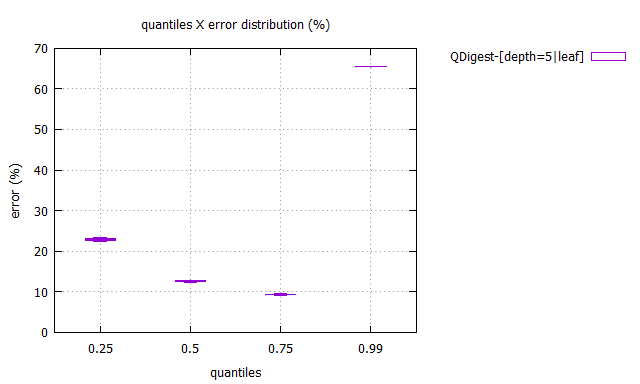 quantiles X error distribution (%)
QDigest-[depth=5|leaf]
70
60
50
40
30
20
10
0
error (%)
0.25 0.5 0.75 0.99
quantiles